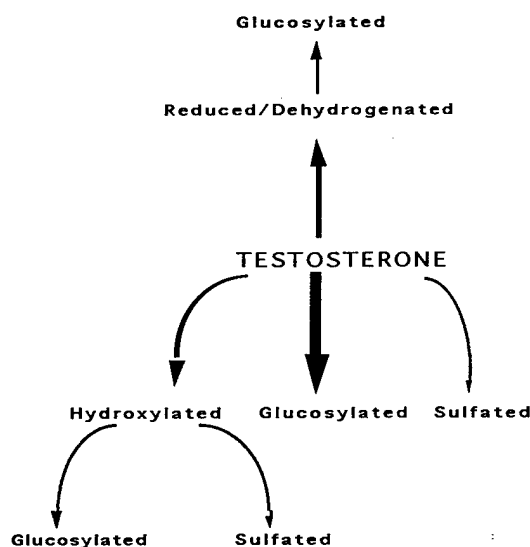 Glucosylated
Reduced/Dehydrogenated
TESTOSTERONE
Hydroxylated Glucosylated Sulfated
Glucosylated Sulfated